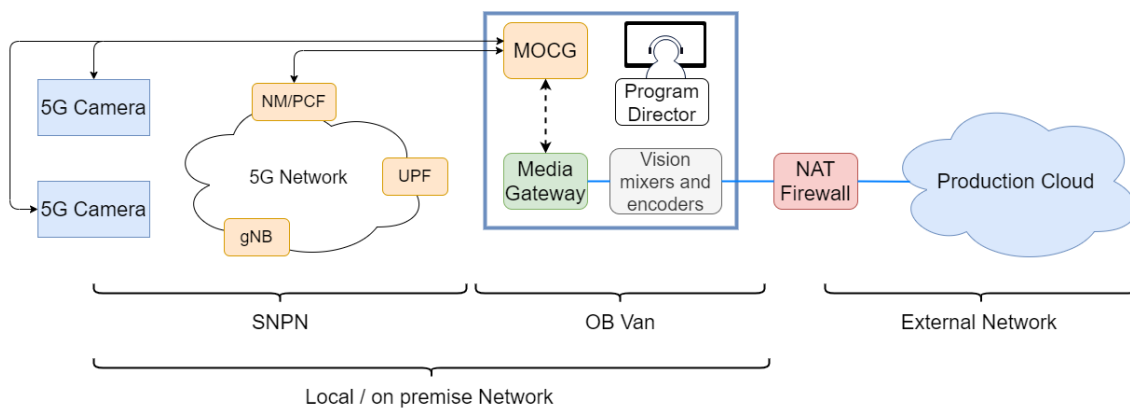 MOCG
NM/PCF
5G Camera
Program
Director
5G Network
UPF
5G Camera
gNB
Media
Gateway
Vision
mixers and
encoders
NAT
Firewall
Production Cloud
SNPN
OB Van
External Network
Local / on premise Network